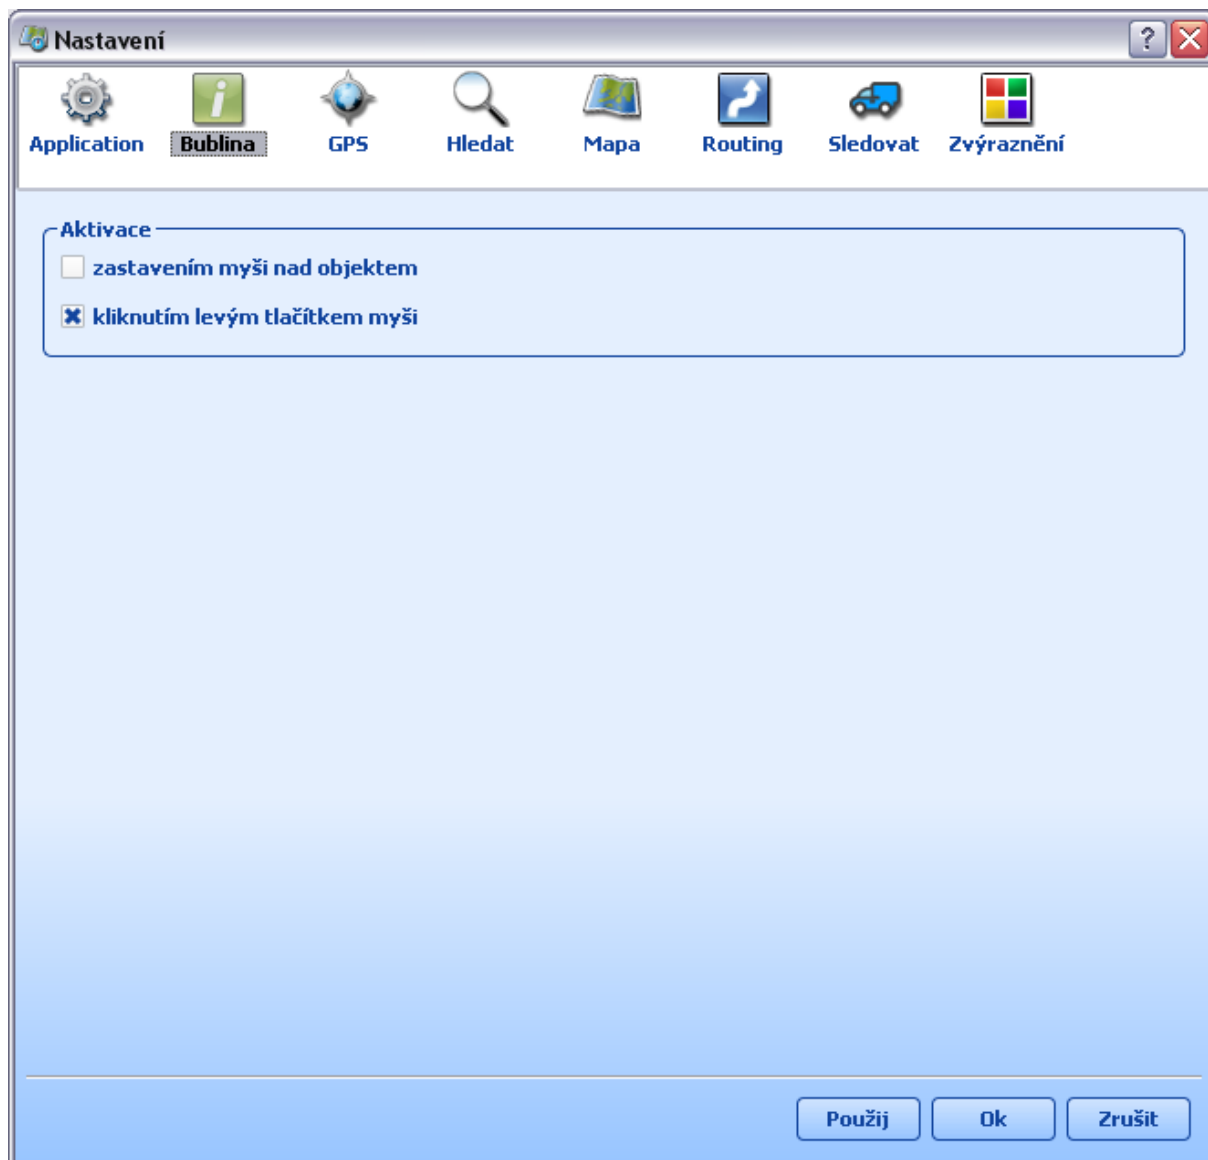 Nastavení
Application Bublina GPS Hledat Mapa Routing Sledovat Zvýraznění
Aktivace
zastavením myši nad objektem
kliknutím levým tlačítkem myši
Použij Ok Zrušit